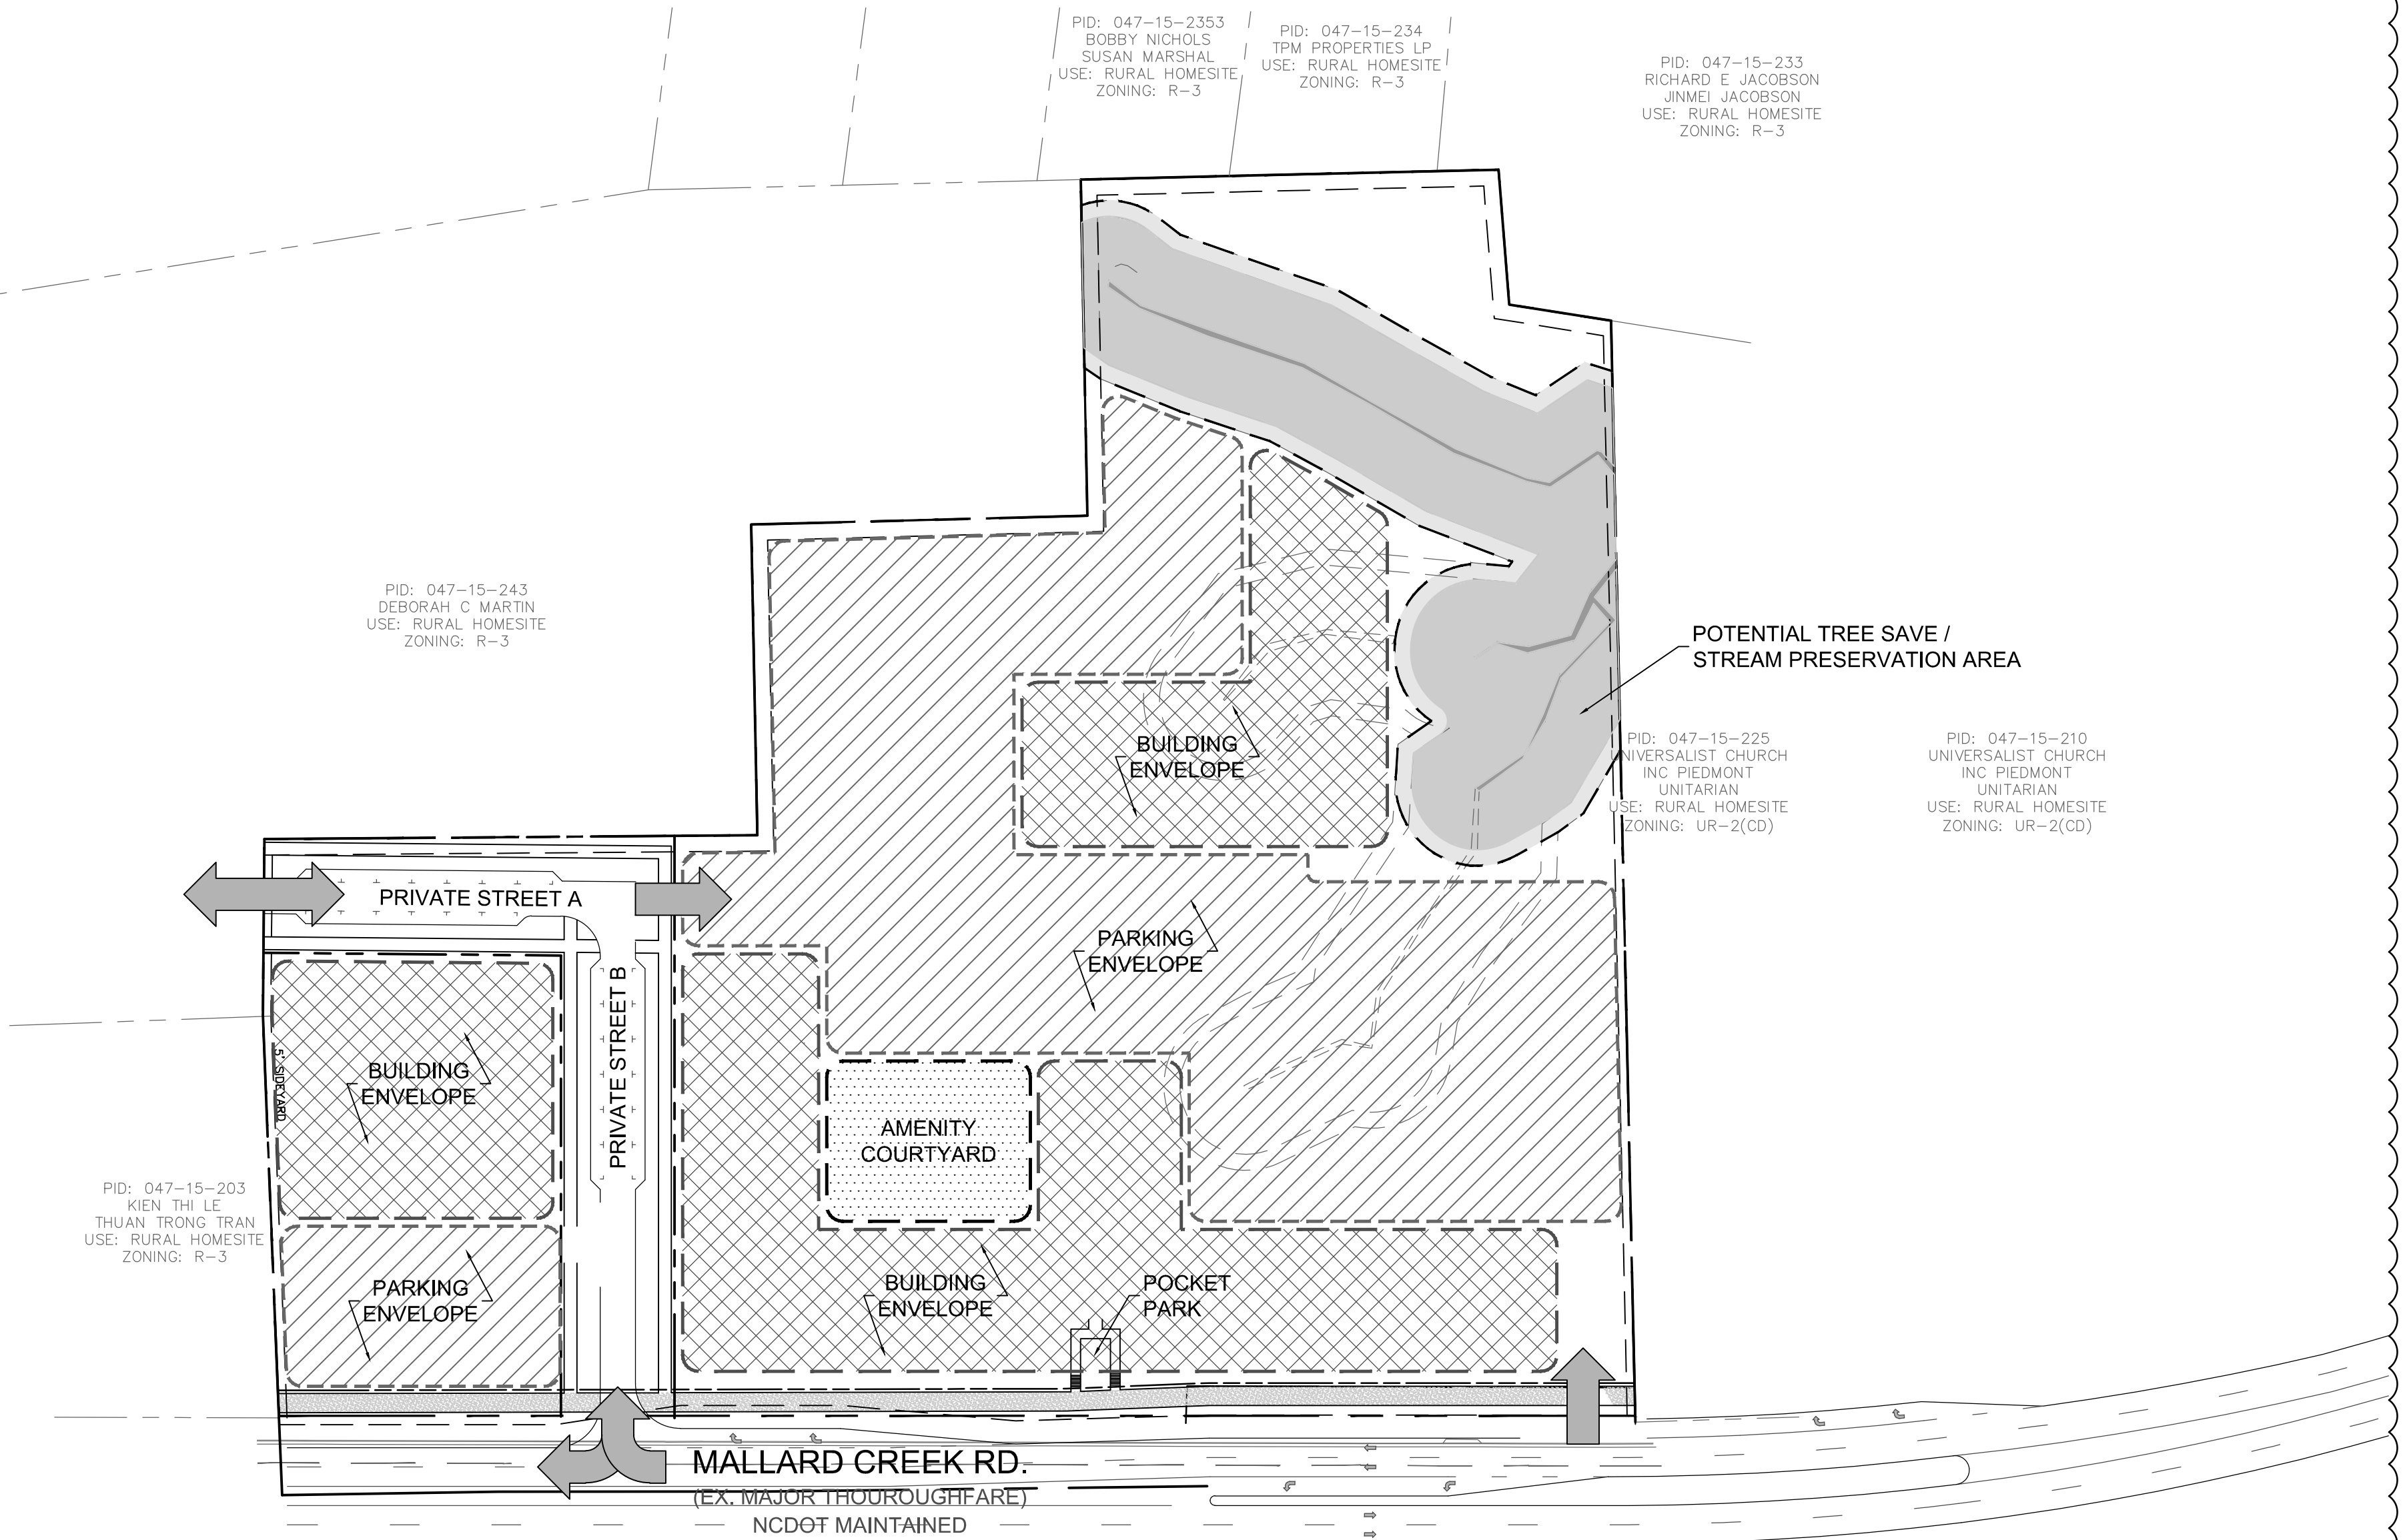 PID: 047-15-2353
BOBBY NICHOLS
SUSAN MARSHAL
USE: RURAL HOMESITE
ZONING: R-3
PID: 047-15-234
TPM PROPERTIES LP
USE: RURAL HOMESITE
ZONING: R-3
PID: 047-15-233
RICHARD E JACOBSON
JINMEI JACOBSON
USE: RURAL HOMESITE
ZONING: R-3
PID: 047-15-243
DEBORAH C MARTIN
USE: RURAL HOMESITE
ZONING: R-3
POTENTIAL TREE SAVE /
STREAM PRESERVATION AREA
BUILDING
ENVELOPE
PID: 047-15-225
UNIVERSALIST CHURCH
INC PIEDMONT
UNITARIAN
USE: RURAL HOMESITE
ZONING: UR-2(CD)
PID: 047-15-210
UNIVERSALIST CHURCH
INC PIEDMONT
UNITARIAN
USE: RURAL HOMESITE
ZONING: UR-2(CD)
PRIVATE STREET A
PARKING
ENVELOPE
PRIVATE STREET B
5' SIDEYARD
BUILDING
ENVELOPE
AMENITY
COURTYARD
PID: 047-15-203
KIEN THI LE
THUAN TRONG TRAN
USE: RURAL HOMESITE
ZONING: R-3
PARKING
ENVELOPE
BUILDING
ENVELOPE
POCKET
PARK
MALLARD CREEK RD.
(EX. MAJOR THOUROUGHFARE)
NCDOT MAINTAINED